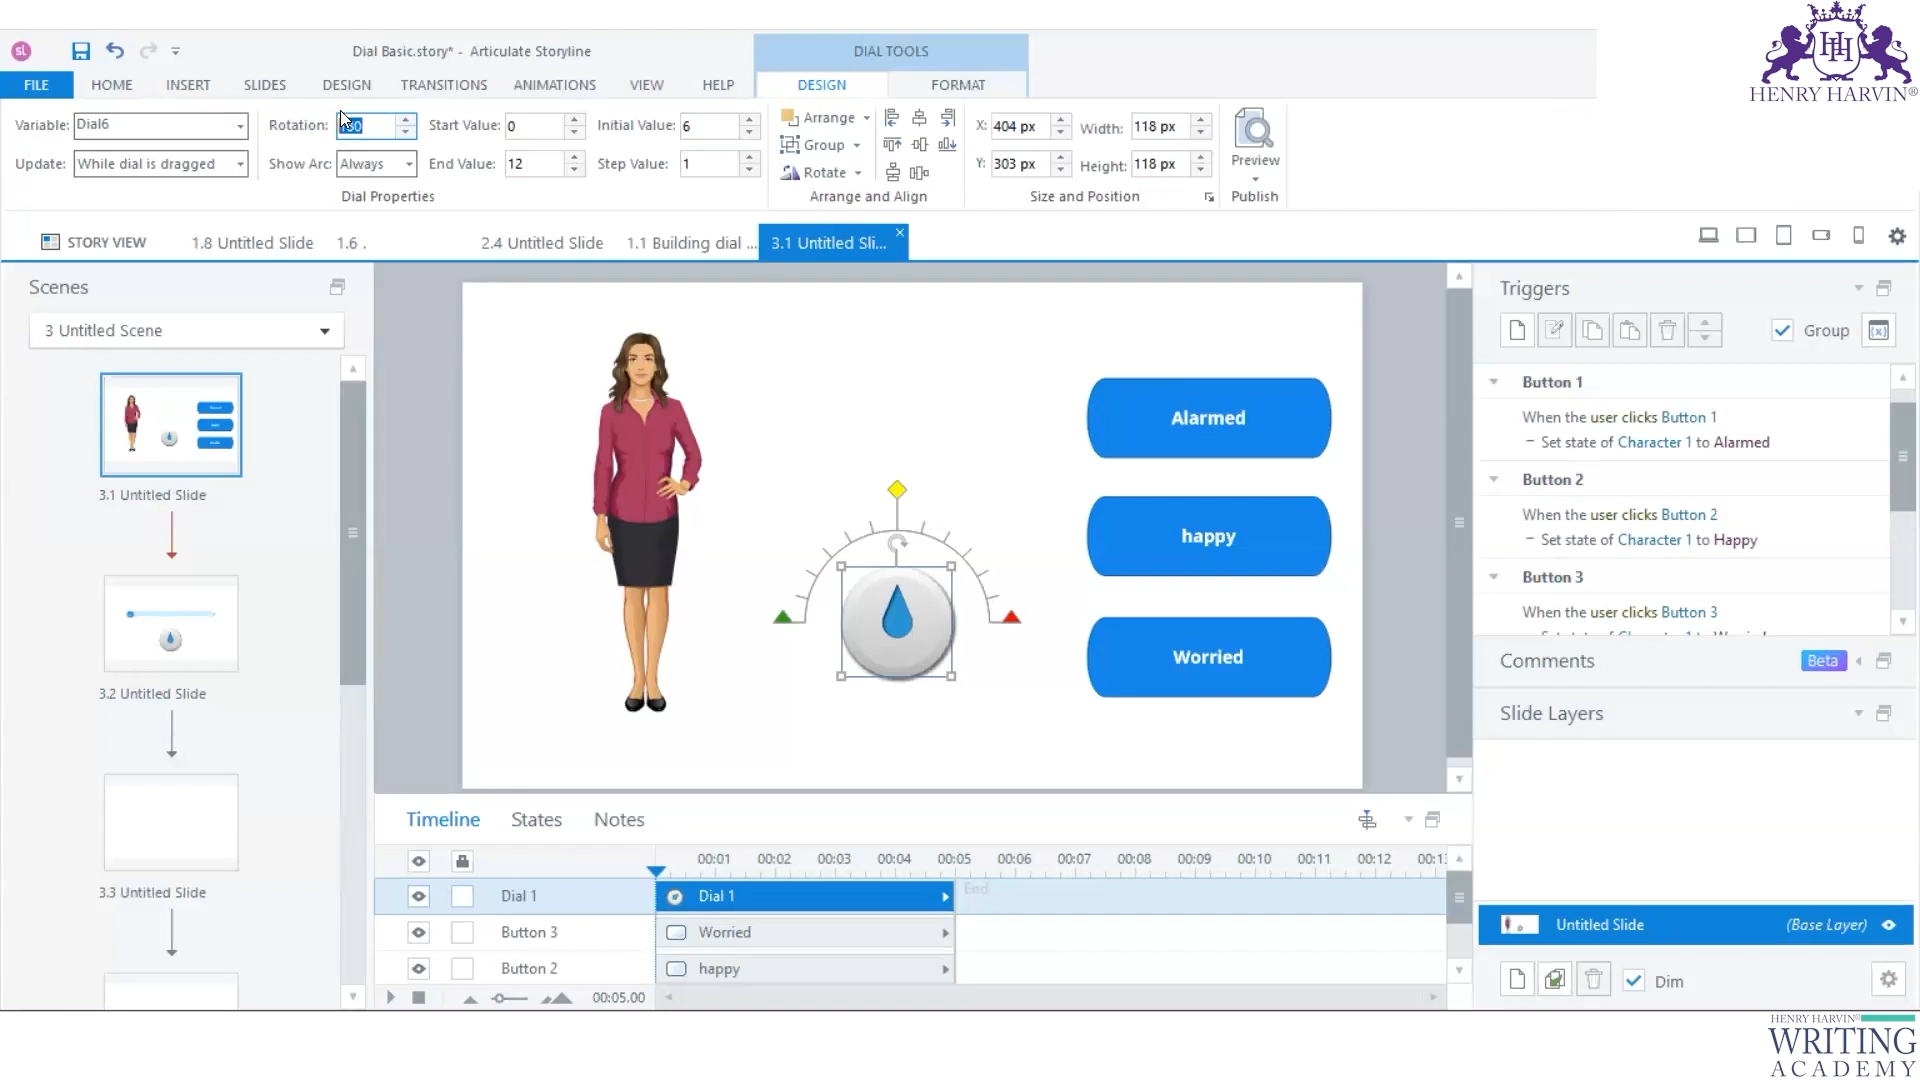 HENRY HARVIN®
sl
Dial Basic.story* - Articulate Storyline
DIAL TOOLS
FILE HOME INSERT SLIDES DESIGN TRANSITIONS ANIMATIONS VIEW HELP DESIGN FORMAT
Variable: Dial6 Rotation: Start Value: 0 Initial Value: 6 Arrange X: 404 px Width: 118 px
Group
Update: While dial is dragged Show Arc: Always End Value: 12 Step Value: 1 Rotate Y: 303 px Height: 118 px Preview
Dial Properties Arrange and Align Size and Position Publish
STORY VIEW 1.8 Untitled Slide 1.6 . 2.4 Untitled Slide 1.1 Building dial ... 3.1 Untitled Sli...
Scenes
3 Untitled Scene
3.1 Untitled Slide
3.2 Untitled Slide
3.3 Untitled Slide
Alarmed
happy
Worried
Triggers
Group
Button 1
When the user clicks Button 1
– Set state of Character 1 to Alarmed
Button 2
When the user clicks Button 2
– Set state of Character 1 to Happy
Button 3
When the user clicks Button 3
Comments Beta
Slide Layers
Untitled Slide (Base Layer)
Dim
Timeline States Notes
00:01 00:02 00:03 00:04 00:05 00:06 00:07 00:08 00:09 00:10 00:11 00:12
Dial 1 Dial 1 End
Button 3 Worried
Button 2 happy
00:05.00
HENRY HARVIN®
WRITING
ACADEMY